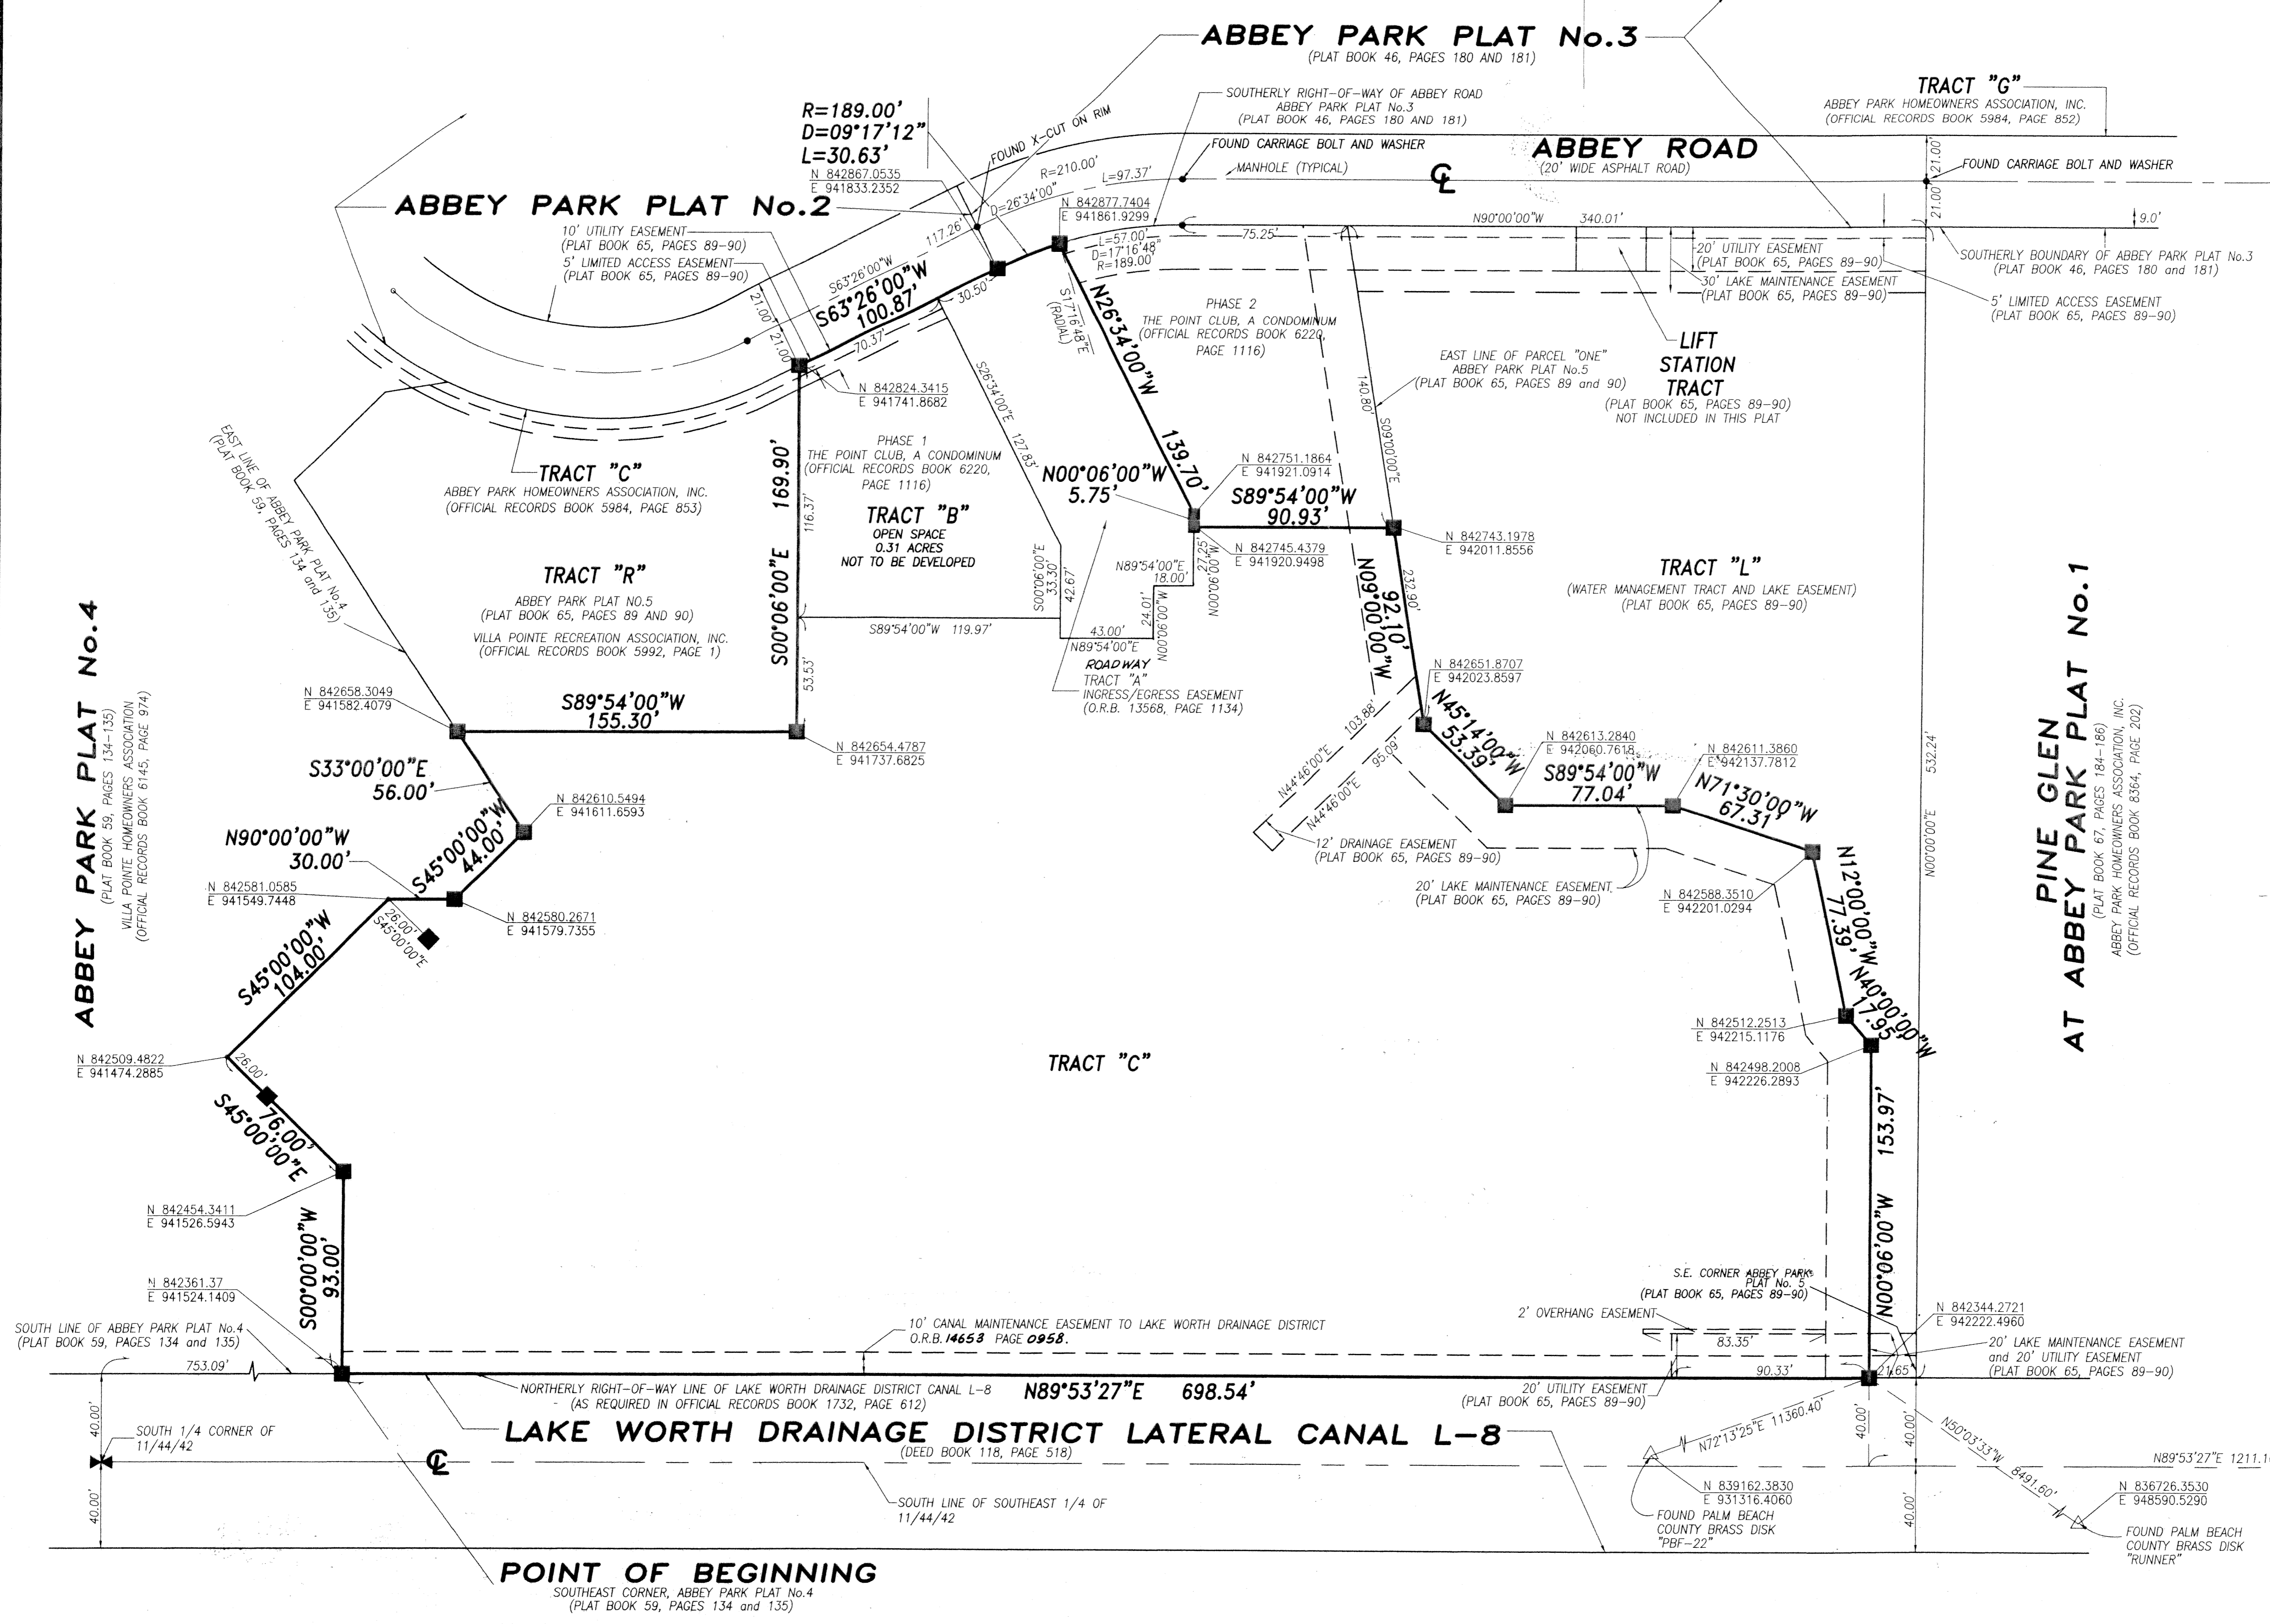 ABBEY PARK PLAT No.3
(PLAT BOOK 46, PAGES 180 AND 181)
TRACT "G"
ABBEY PARK HOMEOWNERS ASSOCIATION, INC.
(OFFICIAL RECORDS BOOK 5984, PAGE 852)
R=189.00'
D=09°17'12"
L=30.63'
N 842867.0535
E 941833.2352
FOUND X-CUT ON RIM
SOUTHERLY RIGHT-OF-WAY OF ABBEY ROAD
ABBEY PARK PLAT No.3
(PLAT BOOK 46, PAGES 180 AND 181)
FOUND CARRIAGE BOLT AND WASHER
MANHOLE (TYPICAL)
ABBEY ROAD
(20' WIDE ASPHALT ROAD)
℄
21.00'
21.00'
FOUND CARRIAGE BOLT AND WASHER
R=210.00'
L=97.37'
D=26°34'00"
ABBEY PARK PLAT No.2
10' UTILITY EASEMENT
(PLAT BOOK 65, PAGES 89-90)
5' LIMITED ACCESS EASEMENT
(PLAT BOOK 65, PAGES 89-90)
117.26'
S63°26'00"W
S63°26'00"W
100.87'
21.00'
21.00'
30.50'
70.37'
N 842877.7404
E 941861.9299
L=57.00'
D=17°16'48"
R=189.00'
75.25'
N90°00'00"W 340.01'
9.0'
20' UTILITY EASEMENT
(PLAT BOOK 65, PAGES 89-90)
30' LAKE MAINTENANCE EASEMENT
(PLAT BOOK 65, PAGES 89-90)
SOUTHERLY BOUNDARY OF ABBEY PARK PLAT No.3
(PLAT BOOK 46, PAGES 180 and 181)
5' LIMITED ACCESS EASEMENT
(PLAT BOOK 65, PAGES 89-90)
S17°16'48"E
(RADIAL)
N26°34'00"W
139.70'
PHASE 2
THE POINT CLUB, A CONDOMINUM
(OFFICIAL RECORDS BOOK 6220,
PAGE 1116)
LIFT
STATION
TRACT
(PLAT BOOK 65, PAGES 89-90)
NOT INCLUDED IN THIS PLAT
EAST LINE OF PARCEL "ONE"
ABBEY PARK PLAT No.5
(PLAT BOOK 65, PAGES 89 and 90)
140.80'
S09°00'00"E
232.90'
N 842824.3415
E 941741.8682
S26°34'00"E 127.83'
EAST LINE OF ABBEY PARK PLAT No.4
(PLAT BOOK 59, PAGES 134 and 135)
TRACT "C"
ABBEY PARK HOMEOWNERS ASSOCIATION, INC.
(OFFICIAL RECORDS BOOK 5984, PAGE 853)
TRACT "R"
ABBEY PARK PLAT NO.5
(PLAT BOOK 65, PAGES 89 AND 90)
VILLA POINTE RECREATION ASSOCIATION, INC.
(OFFICIAL RECORDS BOOK 5992, PAGE 1)
S00°06'00"E 169.90'
116.37'
53.53'
PHASE 1
THE POINT CLUB, A CONDOMINUM
(OFFICIAL RECORDS BOOK 6220,
PAGE 1116)
TRACT "B"
OPEN SPACE
0.31 ACRES
NOT TO BE DEVELOPED
S89°54'00"W 119.97'
N00°06'00"W
5.75'
N 842751.1864
E 941921.0914
S89°54'00"W
90.93'
N 842745.4379
E 941920.9498
N 842743.1978
E 942011.8556
N89°54'00"E
18.00'
27.25'
N00°06'00"W
S00°06'00"E
33.30'
42.67'
24.01'
N00°06'00"W
43.00'
N89°54'00"E
ROADWAY
TRACT "A"
INGRESS/EGRESS EASEMENT
(O.R.B. 13568, PAGE 1134)
TRACT "L"
(WATER MANAGEMENT TRACT AND LAKE EASEMENT)
(PLAT BOOK 65, PAGES 89-90)
N09°00'00"W
92.10'
N 842651.8707
E 942023.8597
N45°14'00"W
53.39'
N 842613.2840
E 942060.7618
S89°54'00"W
77.04'
N 842611.3860
E 942137.7812
N71°30'00"W
67.31'
N44°46'00"E 103.88'
N44°46'00"E 95.09'
12' DRAINAGE EASEMENT
(PLAT BOOK 65, PAGES 89-90)
20' LAKE MAINTENANCE EASEMENT
(PLAT BOOK 65, PAGES 89-90)
N 842588.3510
E 942201.0294
N12°00'00"W
77.39'
N40°00'00"W
17.95'
N 842512.2513
E 942215.1176
N 842498.2008
E 942226.2893
N00°00'00"E 532.24'
PINE GLEN
AT ABBEY PARK PLAT No.1
(PLAT BOOK 67, PAGES 184-186)
ABBEY PARK HOMEOWNERS ASSOCIATION, INC.
(OFFICIAL RECORDS BOOK 8364, PAGE 202)
ABBEY PARK PLAT No.4
(PLAT BOOK 59, PAGES 134-135)
VILLA POINTE HOMEOWNERS ASSOCIATION
(OFFICIAL RECORDS BOOK 6145, PAGE 974)
N 842658.3049
E 941582.4079
S89°54'00"W
155.30'
N 842654.4787
E 941737.6825
S33°00'00"E
56.00'
N 842610.5494
E 941611.6593
S45°00'00"W
44.00'
N90°00'00"W
30.00'
N 842581.0585
E 941549.7448
N 842580.2671
E 941579.7355
26.00'
S45°00'00"E
S45°00'00"W
104.00'
N 842509.4822
E 941474.2885
26.00'
76.00'
S45°00'00"E
TRACT "C"
N 842454.3411
E 941526.5943
S00°00'00"W
93.00'
N 842361.37
E 941524.1409
SOUTH LINE OF ABBEY PARK PLAT No.4
(PLAT BOOK 59, PAGES 134 and 135)
753.09'
10' CANAL MAINTENANCE EASEMENT TO LAKE WORTH DRAINAGE DISTRICT
O.R.B. 14653 PAGE 0958.
N00°06'00"W 153.97'
S.E. CORNER ABBEY PARK
PLAT No. 5
(PLAT BOOK 65, PAGES 89-90)
2' OVERHANG EASEMENT
83.35'
90.33'
21.65'
N 842344.2721
E 942222.4960
20' LAKE MAINTENANCE EASEMENT
and 20' UTILITY EASEMENT
(PLAT BOOK 65, PAGES 89-90)
NORTHERLY RIGHT-OF-WAY LINE OF LAKE WORTH DRAINAGE DISTRICT CANAL L-8
(AS REQUIRED IN OFFICIAL RECORDS BOOK 1732, PAGE 612)
N89°53'27"E 698.54'
20' UTILITY EASEMENT
(PLAT BOOK 65, PAGES 89-90)
LAKE WORTH DRAINAGE DISTRICT LATERAL CANAL L-8
(DEED BOOK 118, PAGE 518)
40.00'
40.00'
SOUTH 1/4 CORNER OF
11/44/42
℄
SOUTH LINE OF SOUTHEAST 1/4 OF
11/44/42
N72°13'25"E 11360.40'
40.00'
40.00'
40.00'
N50°03'33"W 8491.60'
N89°53'27"E
N 839162.3830
E 931316.4060
FOUND PALM BEACH
COUNTY BRASS DISK
"PBF-22"
N 836726.3530
E 948590.5290
FOUND PALM BEACH
COUNTY BRASS DISK
"RUNNER"
POINT OF BEGINNING
SOUTHEAST CORNER, ABBEY PARK PLAT No.4
(PLAT BOOK 59, PAGES 134 and 135)